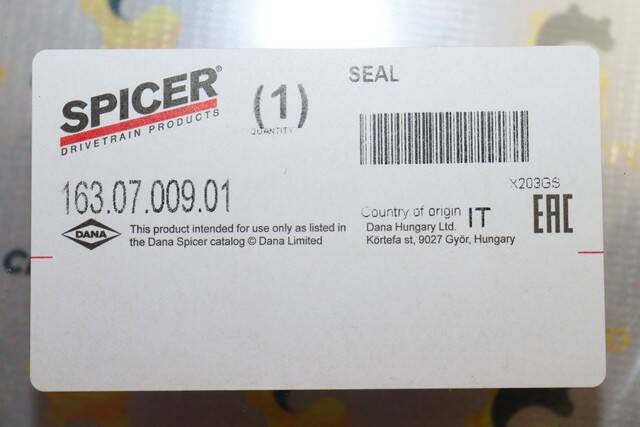 SPICER®
DRIVETRAIN PRODUCTS
(1)
QUANTITY
SEAL
163.07.009.01
X203GS
DANA
This product intended for use only as listed in
the Dana Spicer catalog © Dana Limited
Country of origin IT
Dana Hungary Ltd.
Körtefa st, 9027 Győr, Hungary
EAC